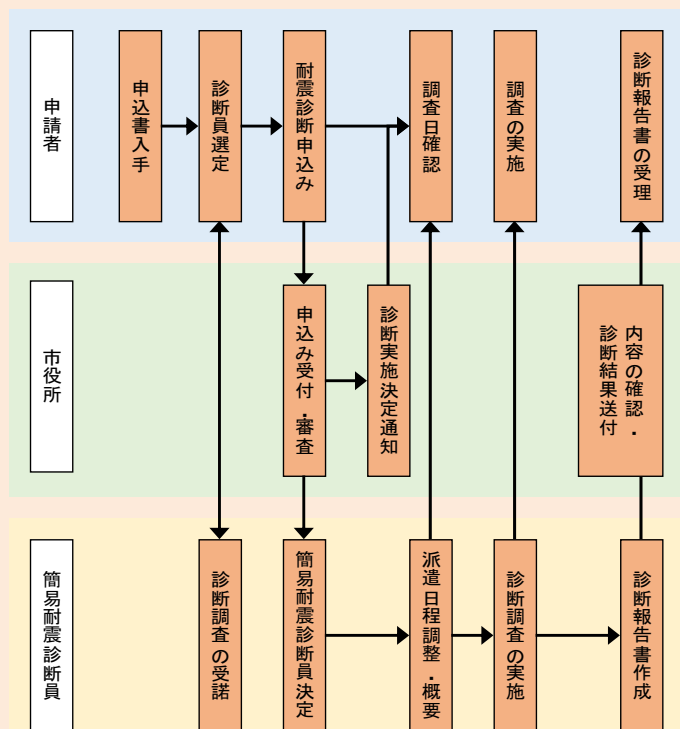 申請者
申込書入手
診断員選定
耐震診断申込み
調査日確認
調査の実施
診断報告書の受理
市役所
申込み受付・審査
診断実施決定通知
内容の確認・
診断結果送付
簡易耐震診断員
診断調査の受諾
簡易耐震診断員決定
派遣日程調整・概要
診断調査の実施
診断報告書作成